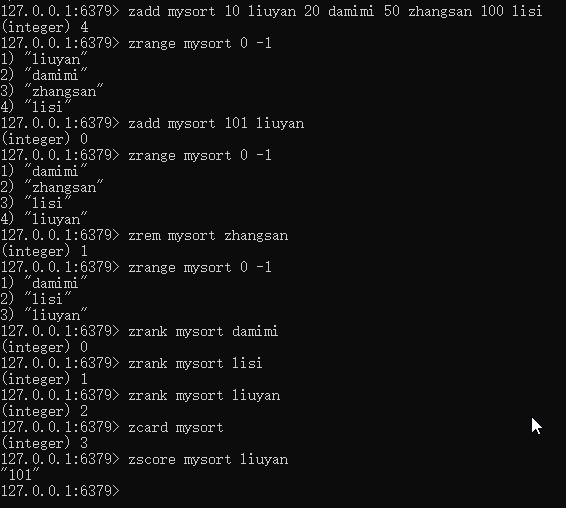 127.0.0.1:6379> zadd mysort 10 liuyan 20 damimi 50 zhangsan 100 lisi
(integer) 4
127.0.0.1:6379> zrange mysort 0 -1
1) "liuyan"
2) "damimi"
3) "zhangsan"
4) "lisi"
127.0.0.1:6379> zadd mysort 101 liuyan
(integer) 0
127.0.0.1:6379> zrange mysort 0 -1
1) "damimi"
2) "zhangsan"
3) "lisi"
4) "liuyan"
127.0.0.1:6379> zrem mysort zhangsan
(integer) 1
127.0.0.1:6379> zrange mysort 0 -1
1) "damimi"
2) "lisi"
3) "liuyan"
127.0.0.1:6379> zrank mysort damimi
(integer) 0
127.0.0.1:6379> zrank mysort lisi
(integer) 1
127.0.0.1:6379> zrank mysort liuyan
(integer) 2
127.0.0.1:6379> zcard mysort
(integer) 3
127.0.0.1:6379> zscore mysort liuyan
"101"
127.0.0.1:6379>